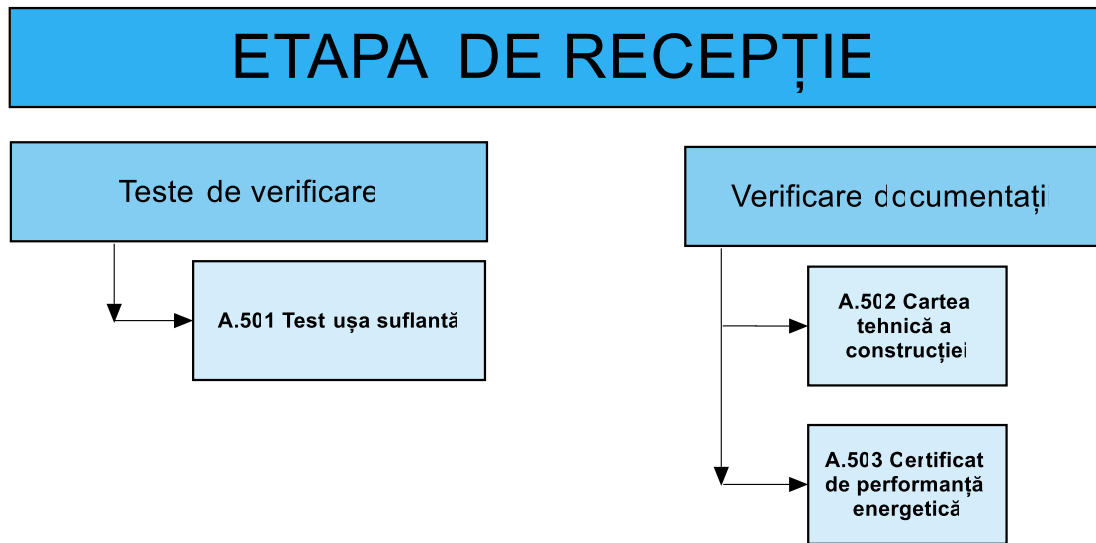 ETAPA DE RECEPȚIE
Teste de verificare
Verificare documentați
A.501 Test ușa suflantă
A.502 Cartea
tehnică a
construcției
A.503 Certificat
de performanță
energetică